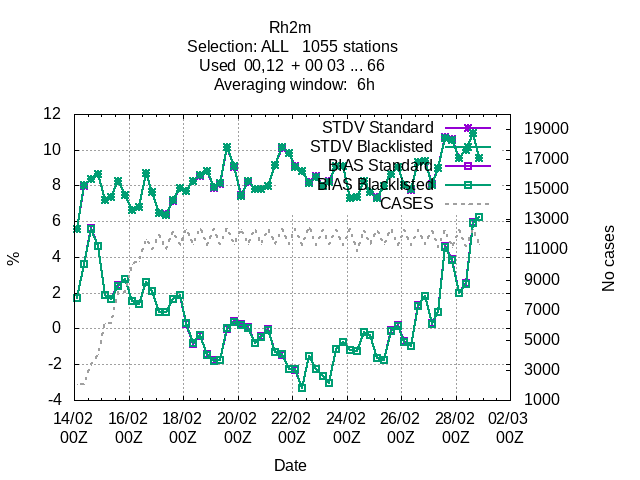 Rh2m
Selection: ALL   1055 stations
Used  00,12  + 00 03 ... 66
Averaging window:  6h
STDV Standard
STDV Blacklisted
BIAS Standard
BIAS Blacklisted
CASES
12
10
8
6
4
2
0
-2
-4
%
19000
17000
15000
13000
11000
9000
7000
5000
3000
1000
No cases
14/02 16/02 18/02 20/02 22/02 24/02 26/02 28/02 02/03
00Z 00Z 00Z 00Z 00Z 00Z 00Z 00Z 00Z
Date